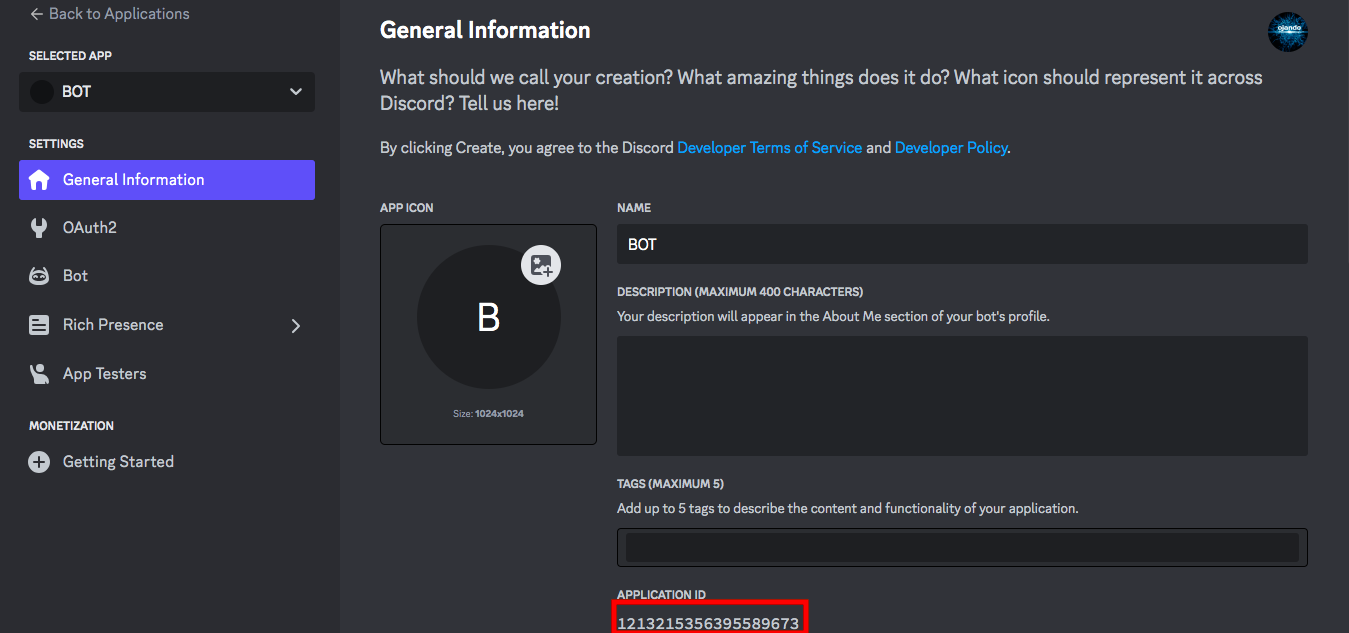 Back to Applications
SELECTED APP
BOT
SETTINGS
General Information
OAuth2
Bot
Rich Presence
App Testers
MONETIZATION
Getting Started
General Information
What should we call your creation? What amazing things does it do? What icon should represent it across
Discord? Tell us here!
By clicking Create, you agree to the Discord Developer Terms of Service and Developer Policy.
APP ICON
B
Size: 1024x1024
NAME
BOT
DESCRIPTION (MAXIMUM 400 CHARACTERS)
Your description will appear in the About Me section of your bot's profile.
TAGS (MAXIMUM 5)
Add up to 5 tags to describe the content and functionality of your application.
APPLICATION ID
1213215356395589673